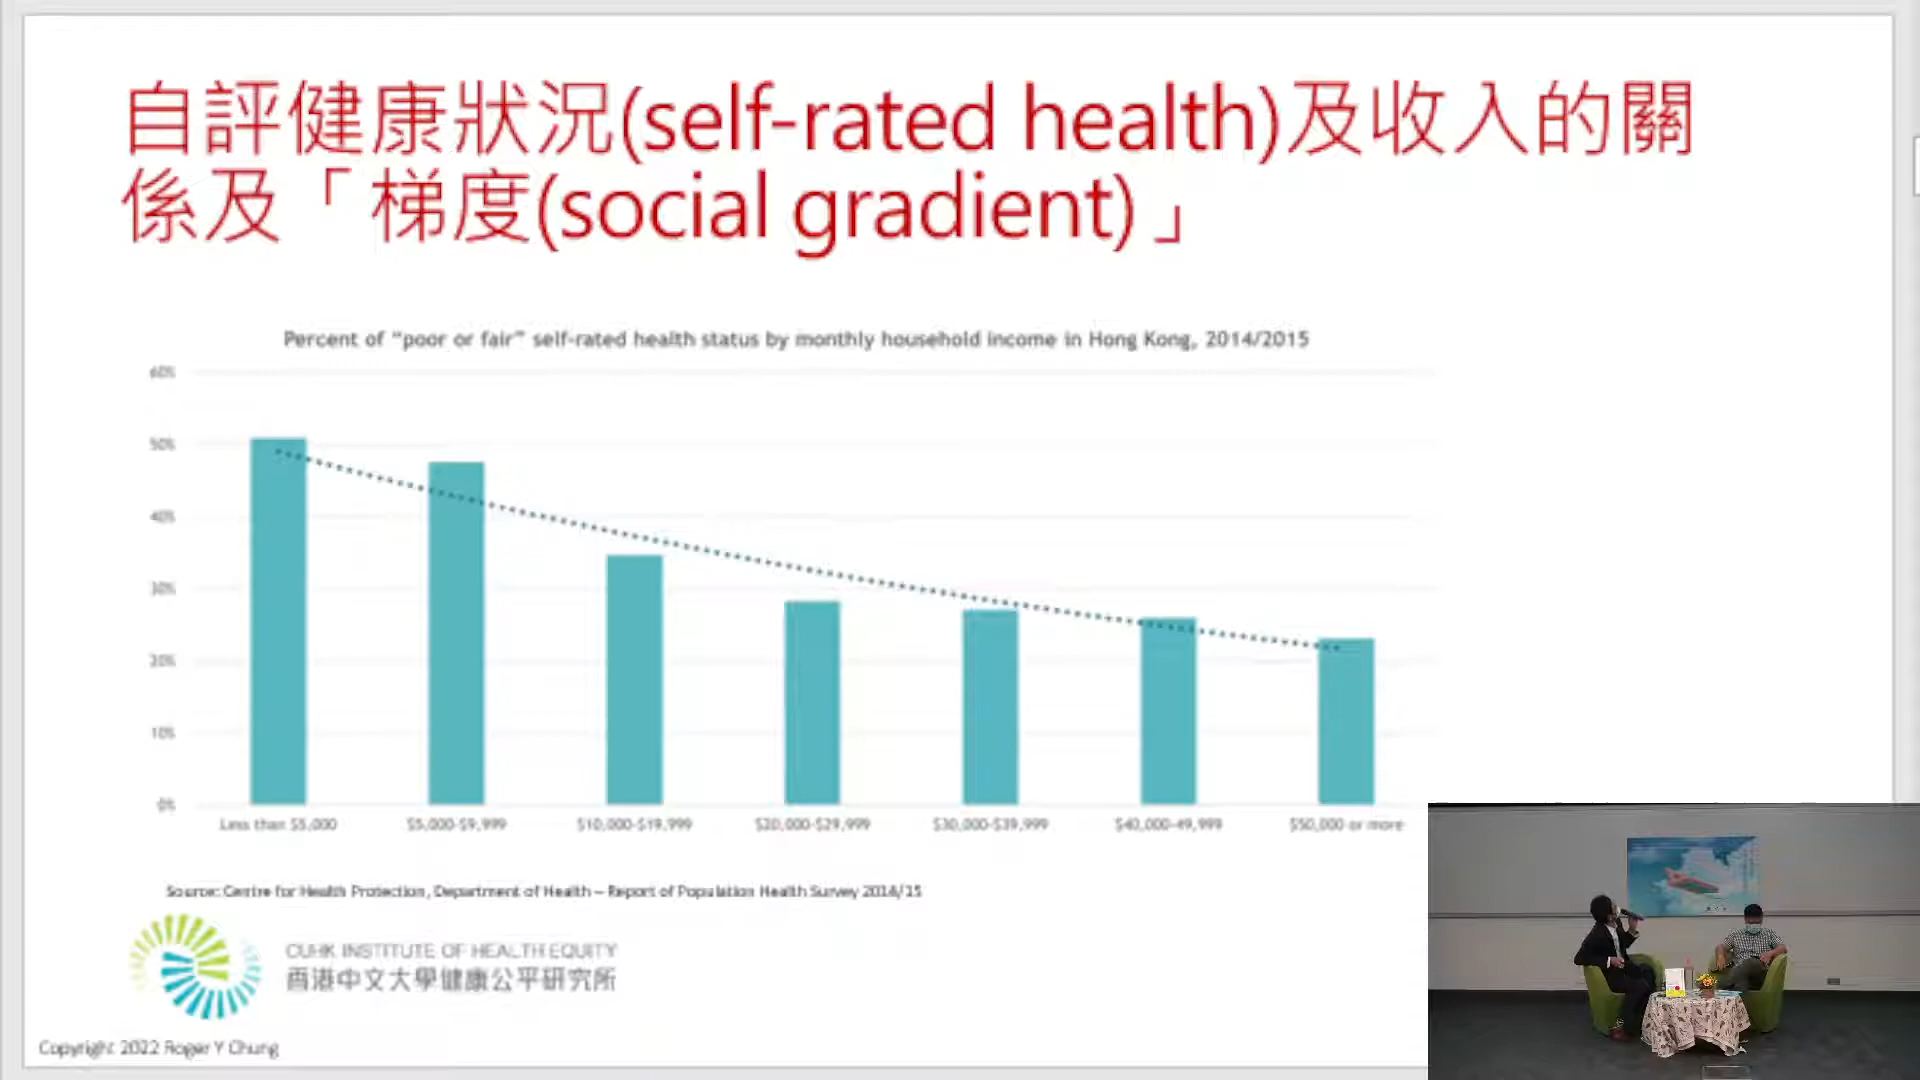 自評健康狀況(self-rated health)及收入的關
係及「梯度(social gradient)」
Percent of “poor or fair” self-rated health status by monthly household income in Hong Kong, 2014/2015
60%
50%
40%
30%
20%
10%
0%
Less than $5,000 $5,000-$9,999 $10,000-$19,999 $20,000-$29,999 $30,000-$39,999 $40,000-49,999 $50,000 or more
Source: Centre for Health Protection, Department of Health – Report of Population Health Survey 2014/15
CUHK INSTITUTE OF HEALTH EQUITY
香港中文大學健康公平研究所
Copyright 2022 Roger Y Chung